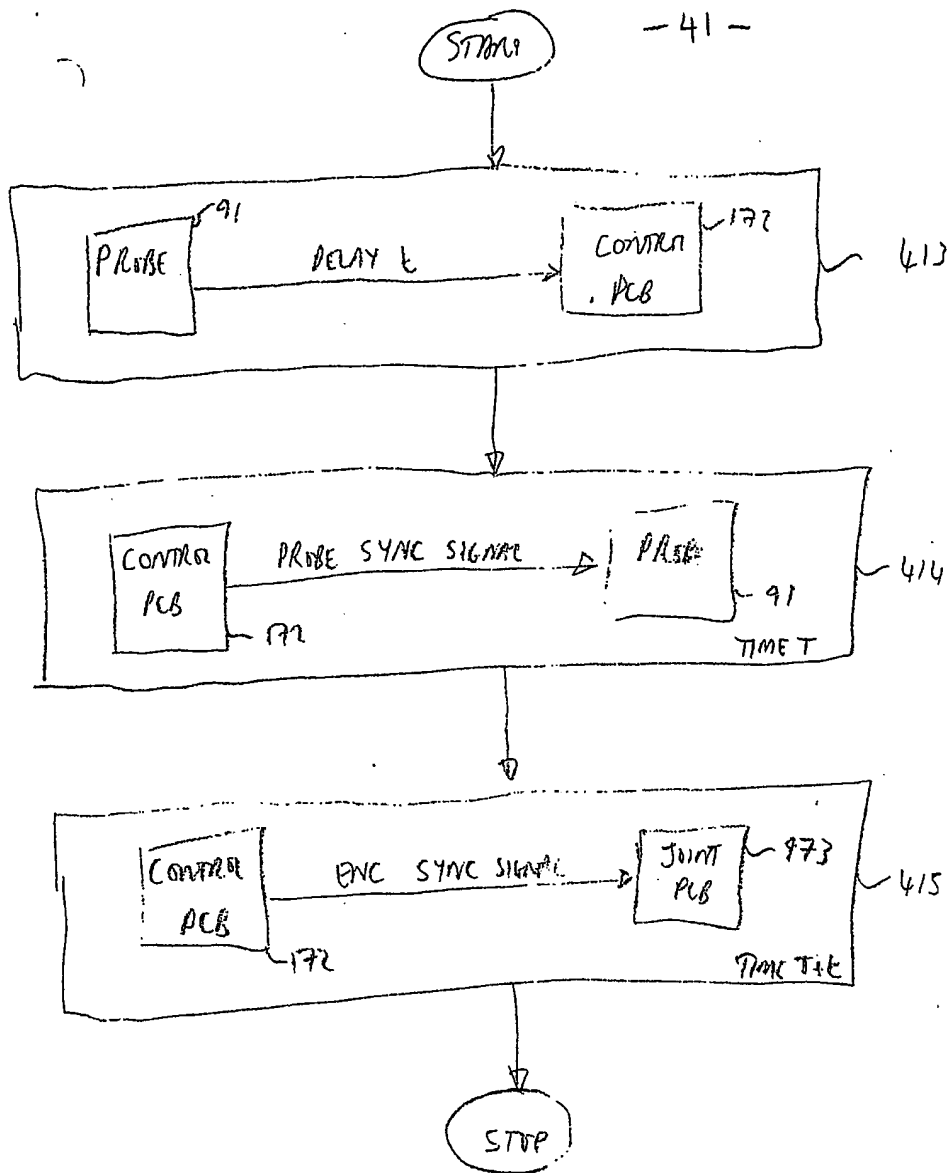 - 41 -
START
PROBE
91
DELAY t
CONTROL
PCB
172
413
CONTROL
PCB
172
PROBE SYNC SIGNAL
PROBE
91
TIME T
414
CONTROL
PCB
172
ENC SYNC SIGNAL
JOINT
PCB
173
TIME T+t
415
STOP